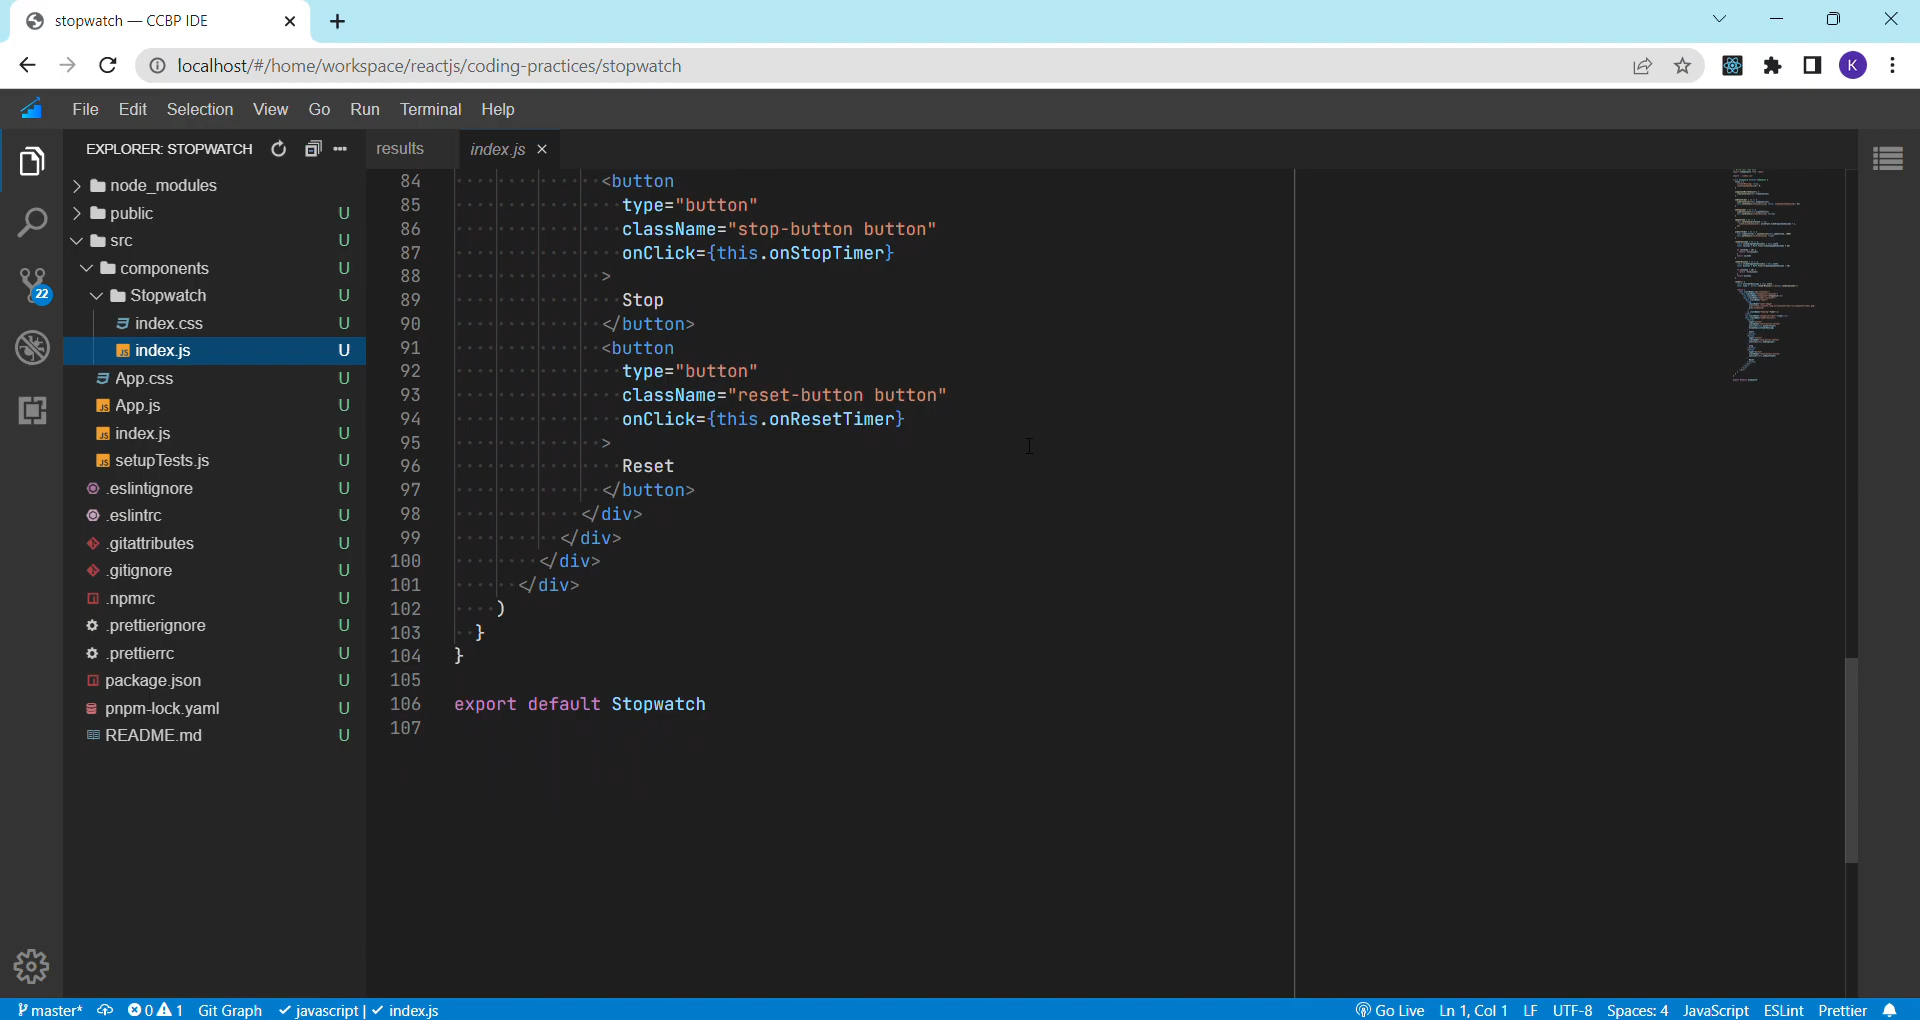 stopwatch — CCBP IDE
localhost/#/home/workspace/reactjs/coding-practices/stopwatch
K
File Edit Selection View Go Run Terminal Help
EXPLORER: STOPWATCH
results
index.js
node_modules
public U
src U
components U
Stopwatch U
index.css U
index.js U
App.css U
App.js U
index.js U
setupTests.js U
.eslintignore U
.eslintrc U
.gitattributes U
.gitignore U
.npmrc U
.prettierignore U
.prettierrc U
package.json U
pnpm-lock.yaml U
README.md U
22
84 <button
85 type="button"
86 className="stop-button button"
87 onClick={this.onStopTimer}
88 >
89 Stop
90 </button>
91 <button
92 type="button"
93 className="reset-button button"
94 onClick={this.onResetTimer}
95 >
96 Reset
97 </button>
98 </div>
99 </div>
100 </div>
101 </div>
102 )
103 }
104 }
105
106 export default Stopwatch
107
master* 0 1 Git Graph javascript | index.js Go Live Ln 1, Col 1 LF UTF-8 Spaces: 4 JavaScript ESLint Prettier